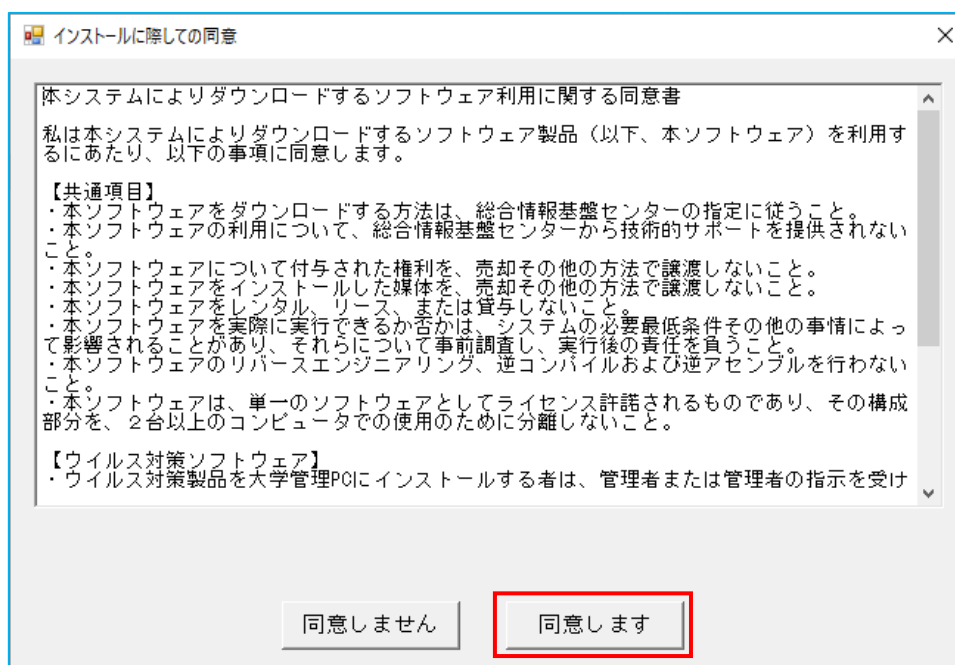 インストールに際しての同意
本システムによりダウンロードするソフトウェア利用に関する同意書
私は本システムによりダウンロードするソフトウェア製品（以下、本ソフトウェア）を利用す
るにあたり、以下の事項に同意します。
【共通項目】
・本ソフトウェアをダウンロードする方法は、総合情報基盤センターの指定に従うこと。
・本ソフトウェアの利用について、総合情報基盤センターから技術的サポートを提供されない
こと。
・本ソフトウェアについて付与された権利を、売却その他の方法で譲渡しないこと。
・本ソフトウェアをインストールした媒体を、売却その他の方法で譲渡しないこと。
・本ソフトウェアをレンタル、リース、または貸与しないこと。
・本ソフトウェアを実際に実行できるか否かは、システムの必要最低条件その他の事情によっ
て影響されることがあり、それらについて事前調査し、実行後の責任を負うこと。
・本ソフトウェアのリバースエンジニアリング、逆コンパイルおよび逆アセンブルを行わない
こと。
・本ソフトウェアは、単一のソフトウェアとしてライセンス許諾されるものであり、その構成
部分を、２台以上のコンピュータでの使用のために分離しないこと。
【ウイルス対策ソフトウェア】
・ウイルス対策製品を大学管理PCにインストールする者は、管理者または管理者の指示を受け
同意しません
同意します